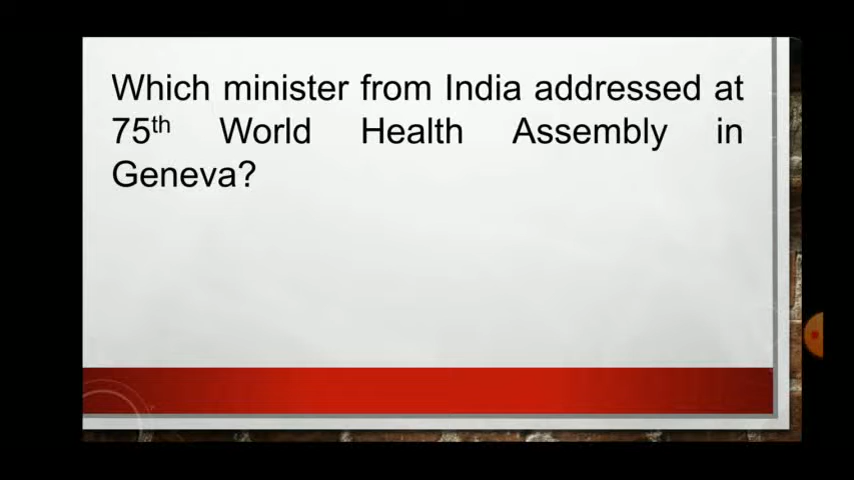 Which minister from India addressed at
75th World Health Assembly in
Geneva?